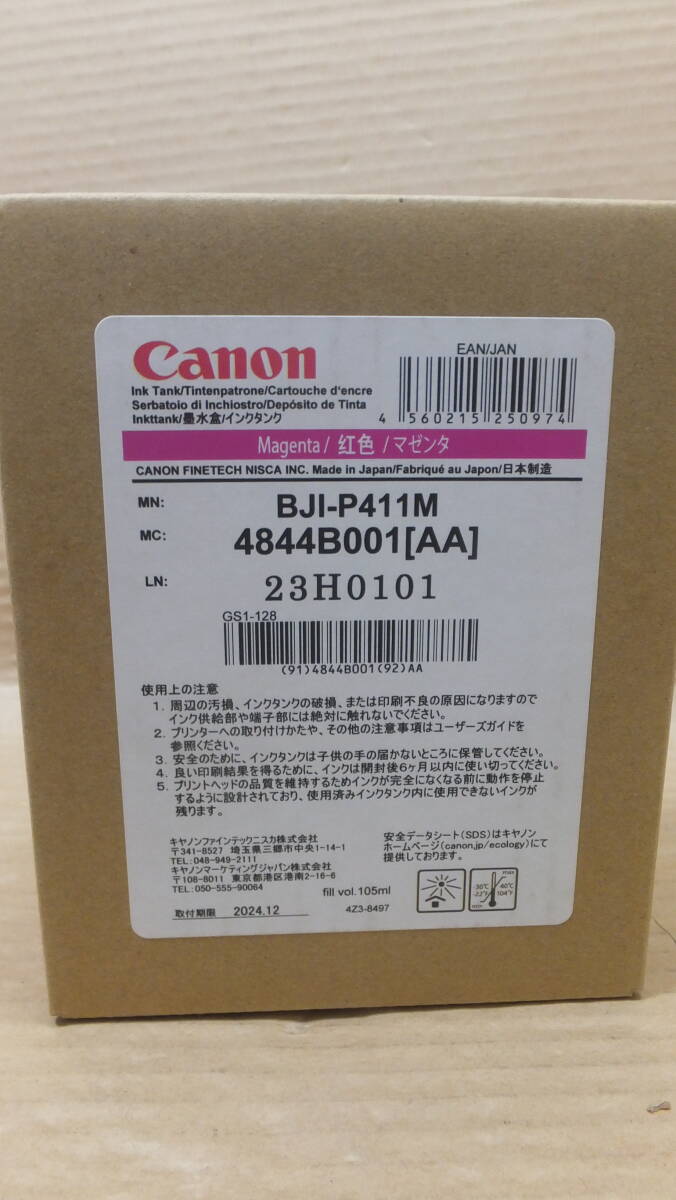 Canon
EAN/JAN
Ink Tank/Tintenpatrone/Cartouche d'encre
Serbatoio di Inchiostro/Depósito de Tinta
Inkttank/墨水盒/インクタンク
4 560215 250974
Magenta/ 红色 /マゼンタ
CANON FINETECH NISCA INC. Made in Japan/Fabriqué au Japon/日本制造
MN: BJI-P411M
MC: 4844B001[AA]
LN: 23H0101
GS1-128
(91)4844B001(92)AA
使用上の注意
1. 周辺の汚損、インクタンクの破損、または印刷不良の原因になりますので
インク供給部や端子部には絶対に触れないでください。
2. プリンターへの取り付けかたや、その他の注意事項はユーザーズガイドを
参照ください。
3. 安全のために、インクタンクは子供の手の届かないところに保管してください。
4. 良い印刷結果を得るために、インクは開封後6ヶ月以内に使い切ってください。
5. プリントヘッドの品質を維持するためインクが完全になくなる前に動作を停止
するように設計されており、使用済みインクタンク内に使用できないインクが
残ります。
キヤノンファインテックニスカ株式会社
〒341-8527 埼玉県三郷市中央1-14-1
TEL:048-949-2111
キヤノンマーケティングジャパン株式会社
〒108-8011 東京都港区港南2-16-6
TEL:050-555-90064
安全データシート(SDS)はキヤノン
ホームページ(canon.jp/ecology)にて
提供しております。
fill vol.105ml
取付期限 2024.12
4Z3-8497
max
-30℃ 40℃
-22°F 104°F
min